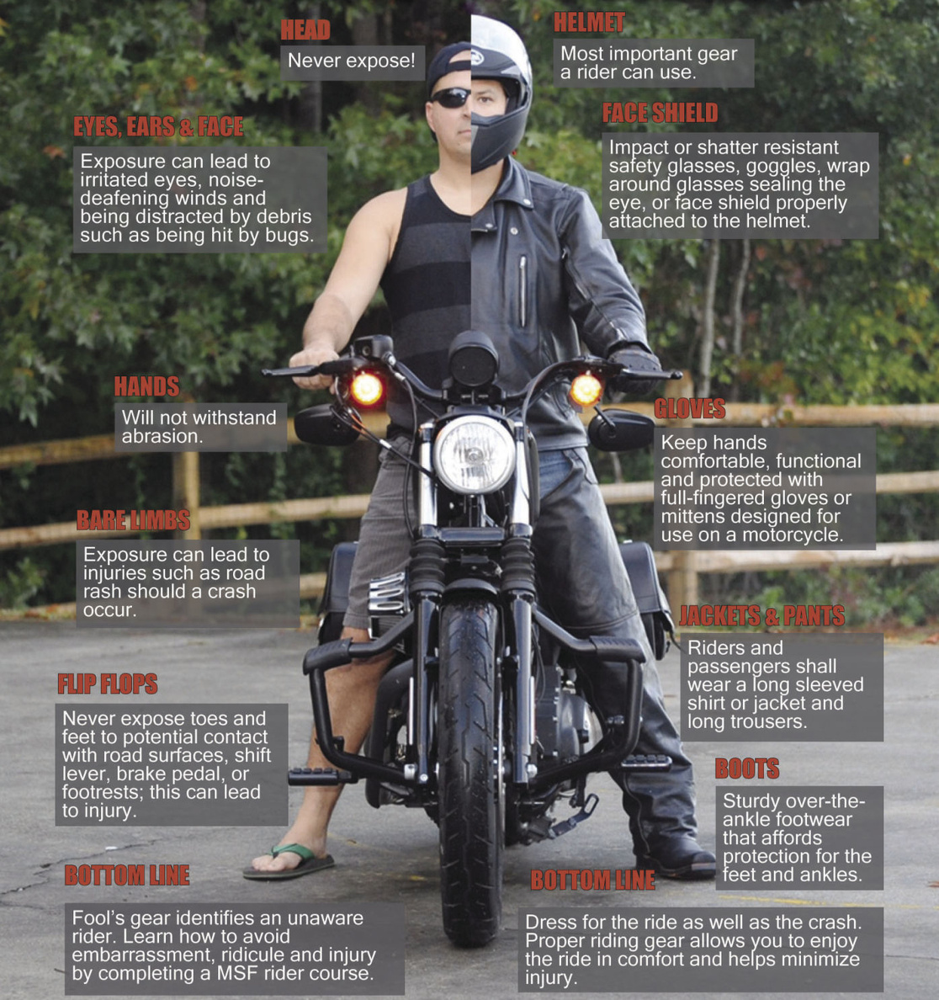 HEAD
Never expose!
HELMET
Most important gear
a rider can use.
EYES, EARS & FACE
Exposure can lead to
irritated eyes, noise-
deafening winds and
being distracted by debris
such as being hit by bugs.
FACE SHIELD
Impact or shatter resistant
safety glasses, goggles, wrap
around glasses sealing the
eye, or face shield properly
attached to the helmet.
HANDS
Will not withstand
abrasion.
GLOVES
Keep hands
comfortable, functional
and protected with
full-fingered gloves or
mittens designed for
use on a motorcycle.
BARE LIMBS
Exposure can lead to
injuries such as road
rash should a crash
occur.
JACKETS & PANTS
Riders and
passengers shall
wear a long sleeved
shirt or jacket and
long trousers.
FLIP FLOPS
Never expose toes and
feet to potential contact
with road surfaces, shift
lever, brake pedal, or
footrests; this can lead
to injury.
BOOTS
Sturdy over-the-
ankle footwear
that affords
protection for the
feet and ankles.
BOTTOM LINE
Fool's gear identifies an unaware
rider. Learn how to avoid
embarrassment, ridicule and injury
by completing a MSF rider course.
BOTTOM LINE
Dress for the ride as well as the crash.
Proper riding gear allows you to enjoy
the ride in comfort and helps minimize
injury.